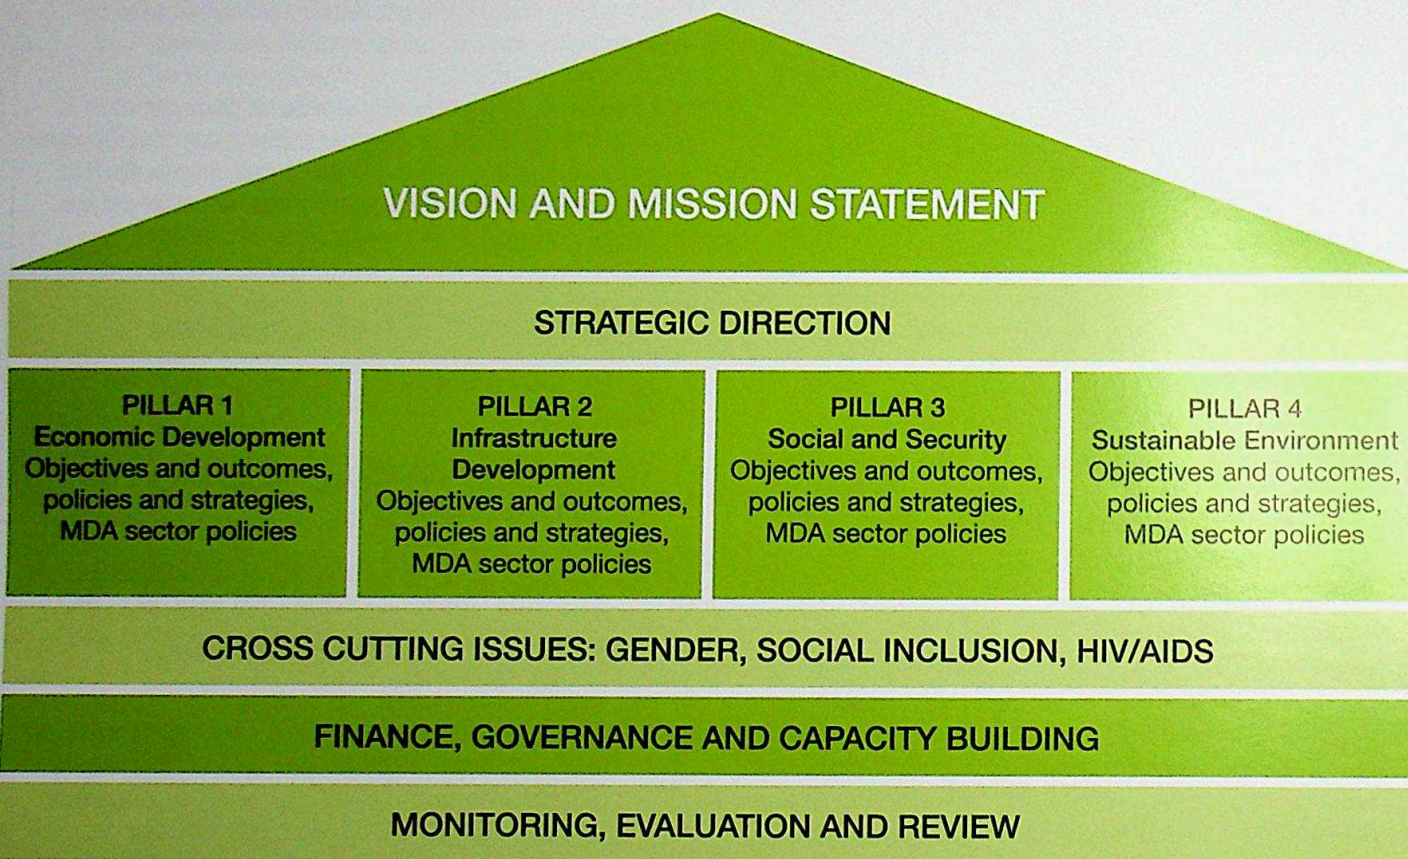 VISION AND MISSION STATEMENT
STRATEGIC DIRECTION
PILLAR 1
Economic Development
Objectives and outcomes,
policies and strategies,
MDA sector policies
PILLAR 2
Infrastructure
Development
Objectives and outcomes,
policies and strategies,
MDA sector policies
PILLAR 3
Social and Security
Objectives and outcomes,
policies and strategies,
MDA sector policies
PILLAR 4
Sustainable Environment
Objectives and outcomes,
policies and strategies,
MDA sector policies
CROSS CUTTING ISSUES: GENDER, SOCIAL INCLUSION, HIV/AIDS
FINANCE, GOVERNANCE AND CAPACITY BUILDING
MONITORING, EVALUATION AND REVIEW